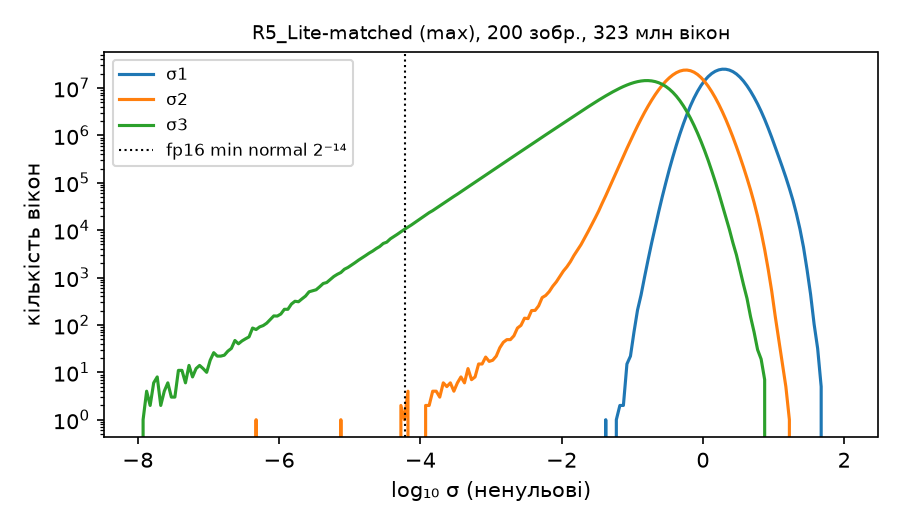 R5_Lite-matched (max), 200 зобр., 323 млн вікон
σ1
σ2
σ3
fp16 min normal 2⁻¹⁴
кількість вікон
10⁷
10⁶
10⁵
10⁴
10³
10²
10¹
10⁰
−8 −6 −4 −2 0 2
log₁₀ σ (ненульові)